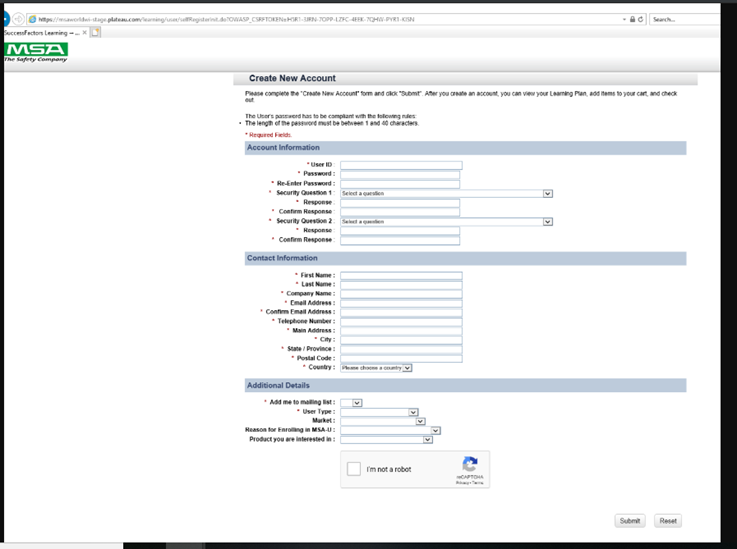 Search...
SuccessFactors Learning -- ...
MSA
The Safety Company
Create New Account
Please complete the "Create New Account" form and click "Submit". After you create an account, you can view your Learning Plan, add items to your cart, and check
out.
The User's password has to be compliant with the following rules:
• The length of the password must be between 1 and 40 characters.
* Required Fields
Account Information
* User ID :
* Password :
* Re-Enter Password :
* Security Question 1 : Select a question
* Response :
* Confirm Response :
* Security Question 2 : Select a question
* Response :
* Confirm Response :
Contact Information
* First Name :
* Last Name :
* Company Name :
* Email Address :
* Confirm Email Address :
* Telephone Number :
* Main Address :
* City :
* State / Province :
* Postal Code :
* Country : Please choose a country
Additional Details
* Add me to mailing list :
* User Type :
Market :
Reason for Enrolling in MSA-U :
Product you are interested in :
I'm not a robot
reCAPTCHA
Privacy - Terms
Submit Reset